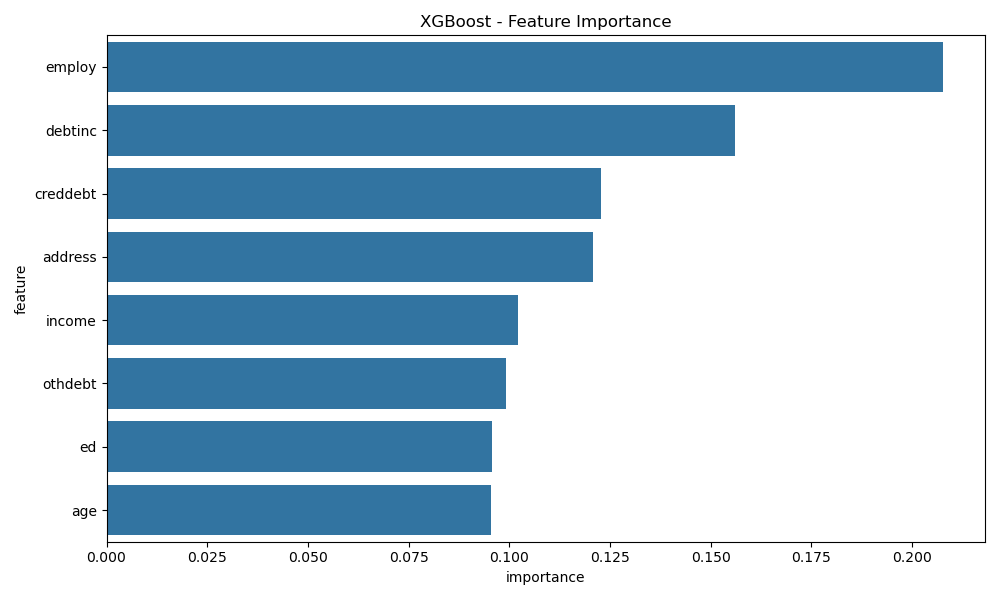 XGBoost - Feature Importance
employ
debtinc
creddebt
address
income
othdebt
ed
age
feature
0.000 0.025 0.050 0.075 0.100 0.125 0.150 0.175 0.200
importance